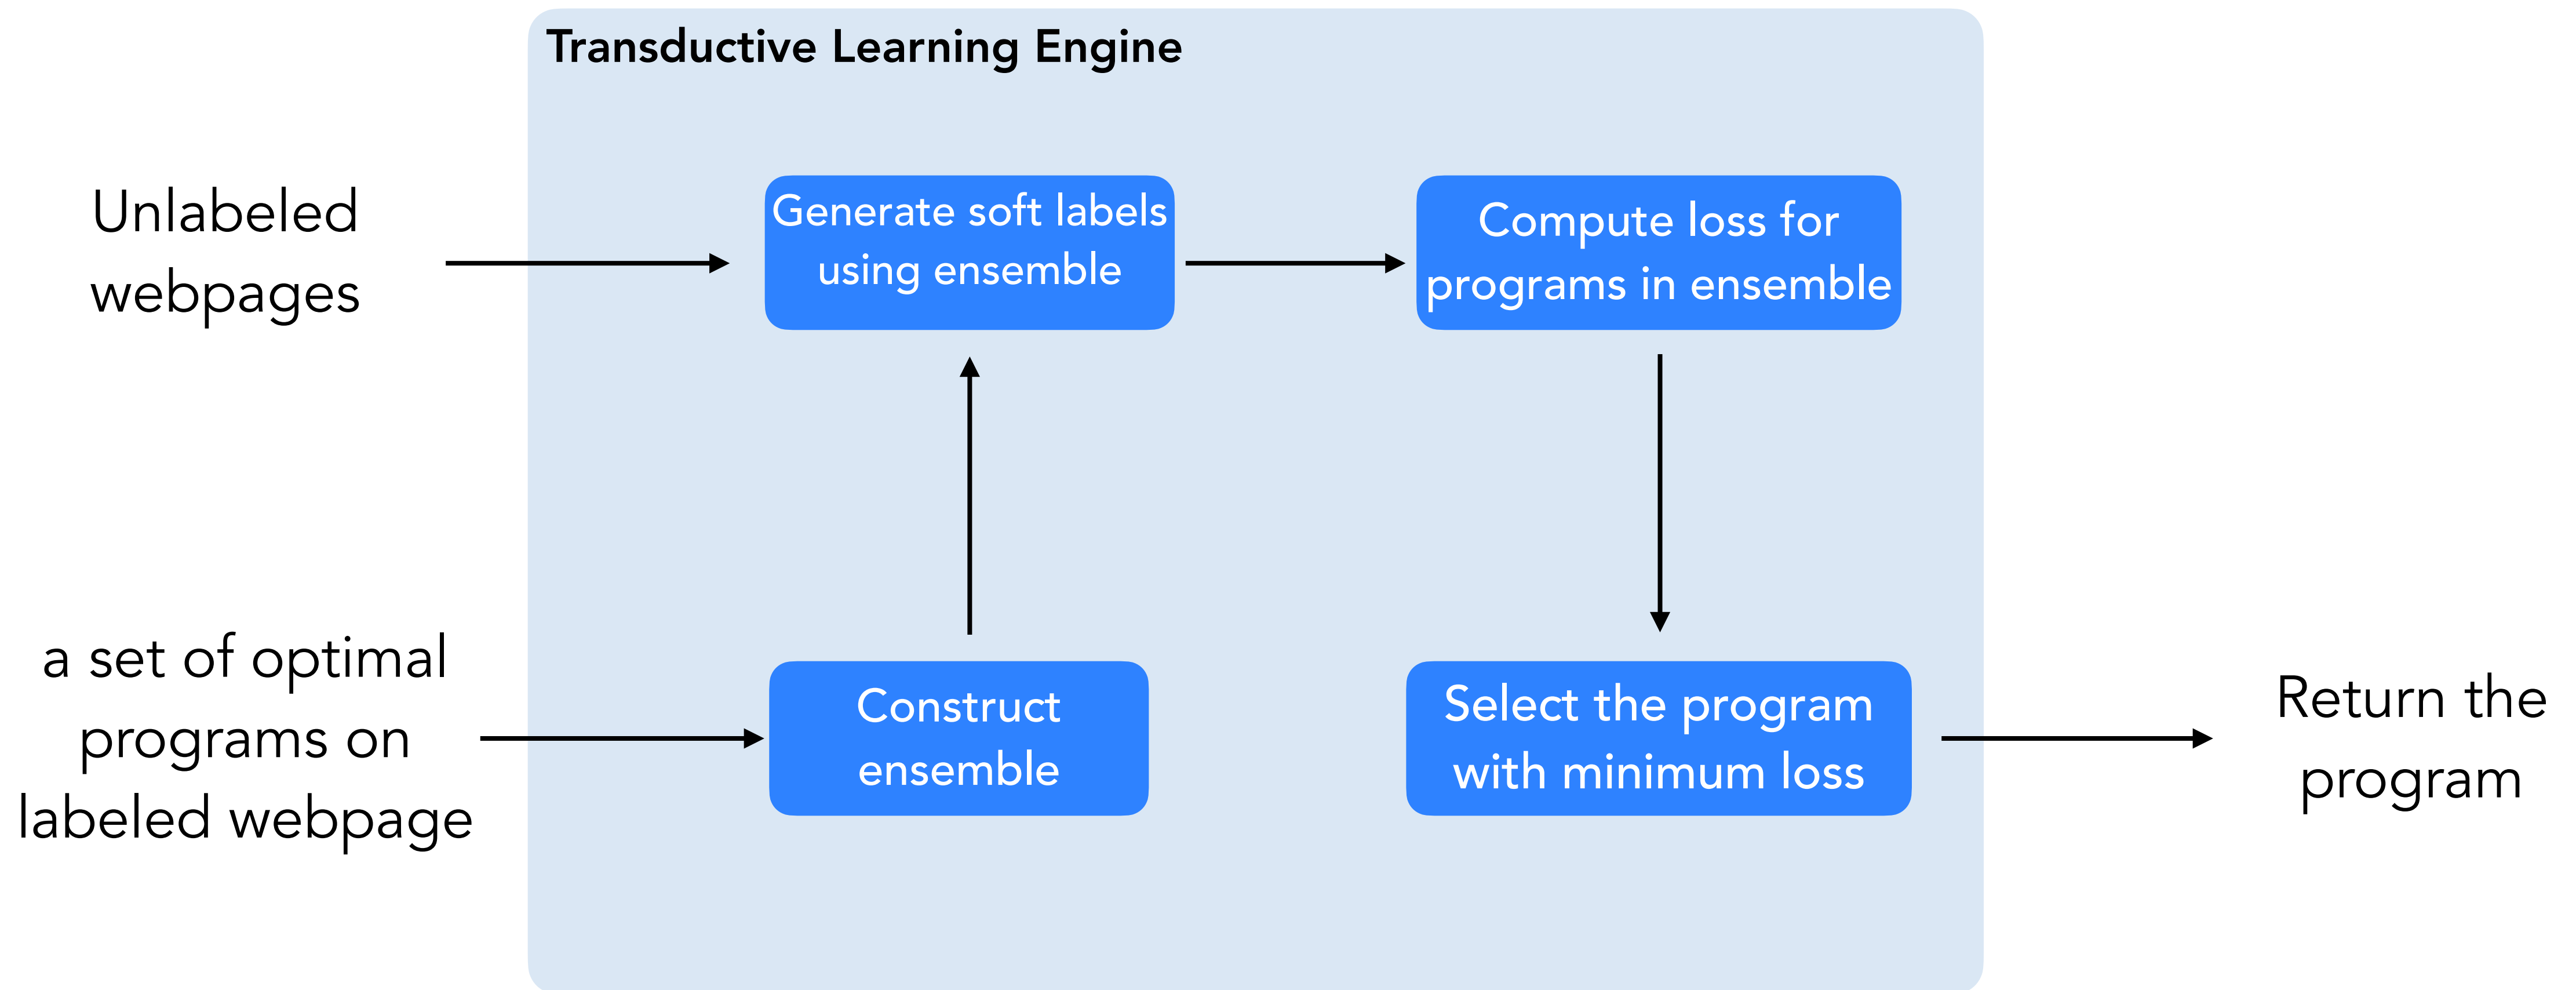 Transductive Learning Engine
Unlabeled
webpages
Generate soft labels
using ensemble
Compute loss for
programs in ensemble
a set of optimal
programs on
labeled webpage
Construct
ensemble
Select the program
with minimum loss
Return the
program